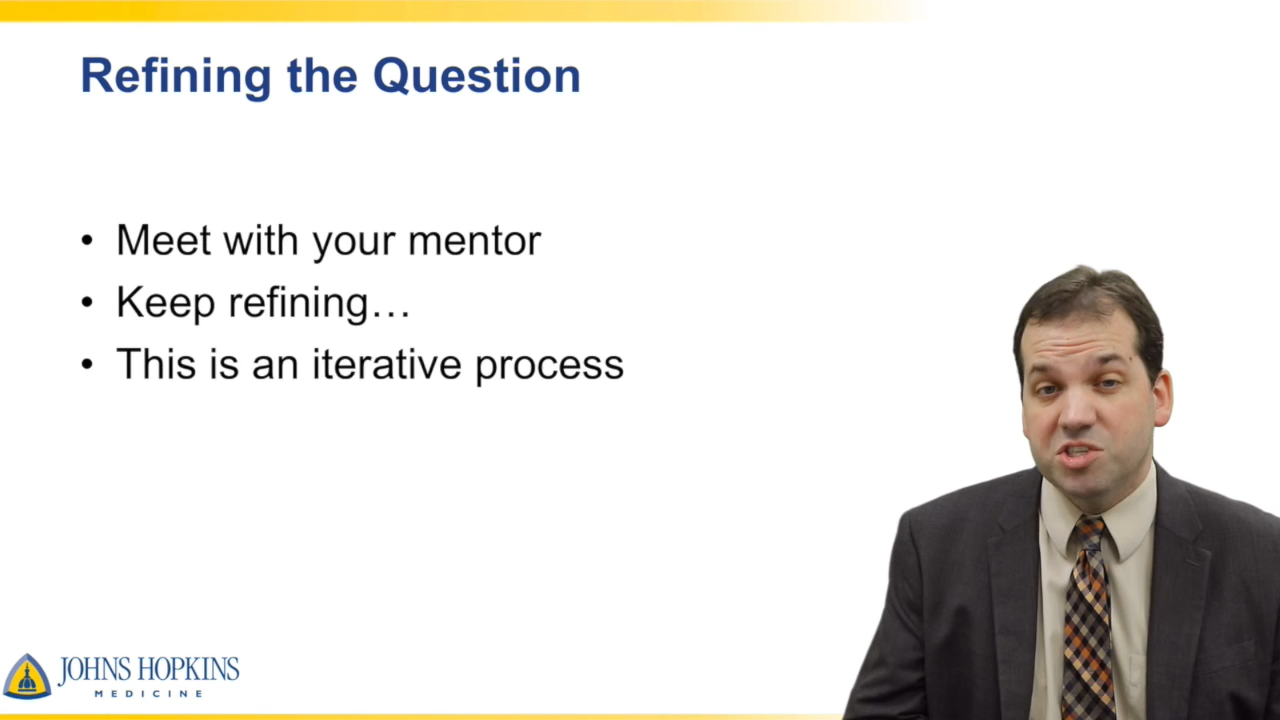 Refining the Question
• Meet with your mentor
• Keep refining…
• This is an iterative process
JOHNS HOPKINS
MEDICINE